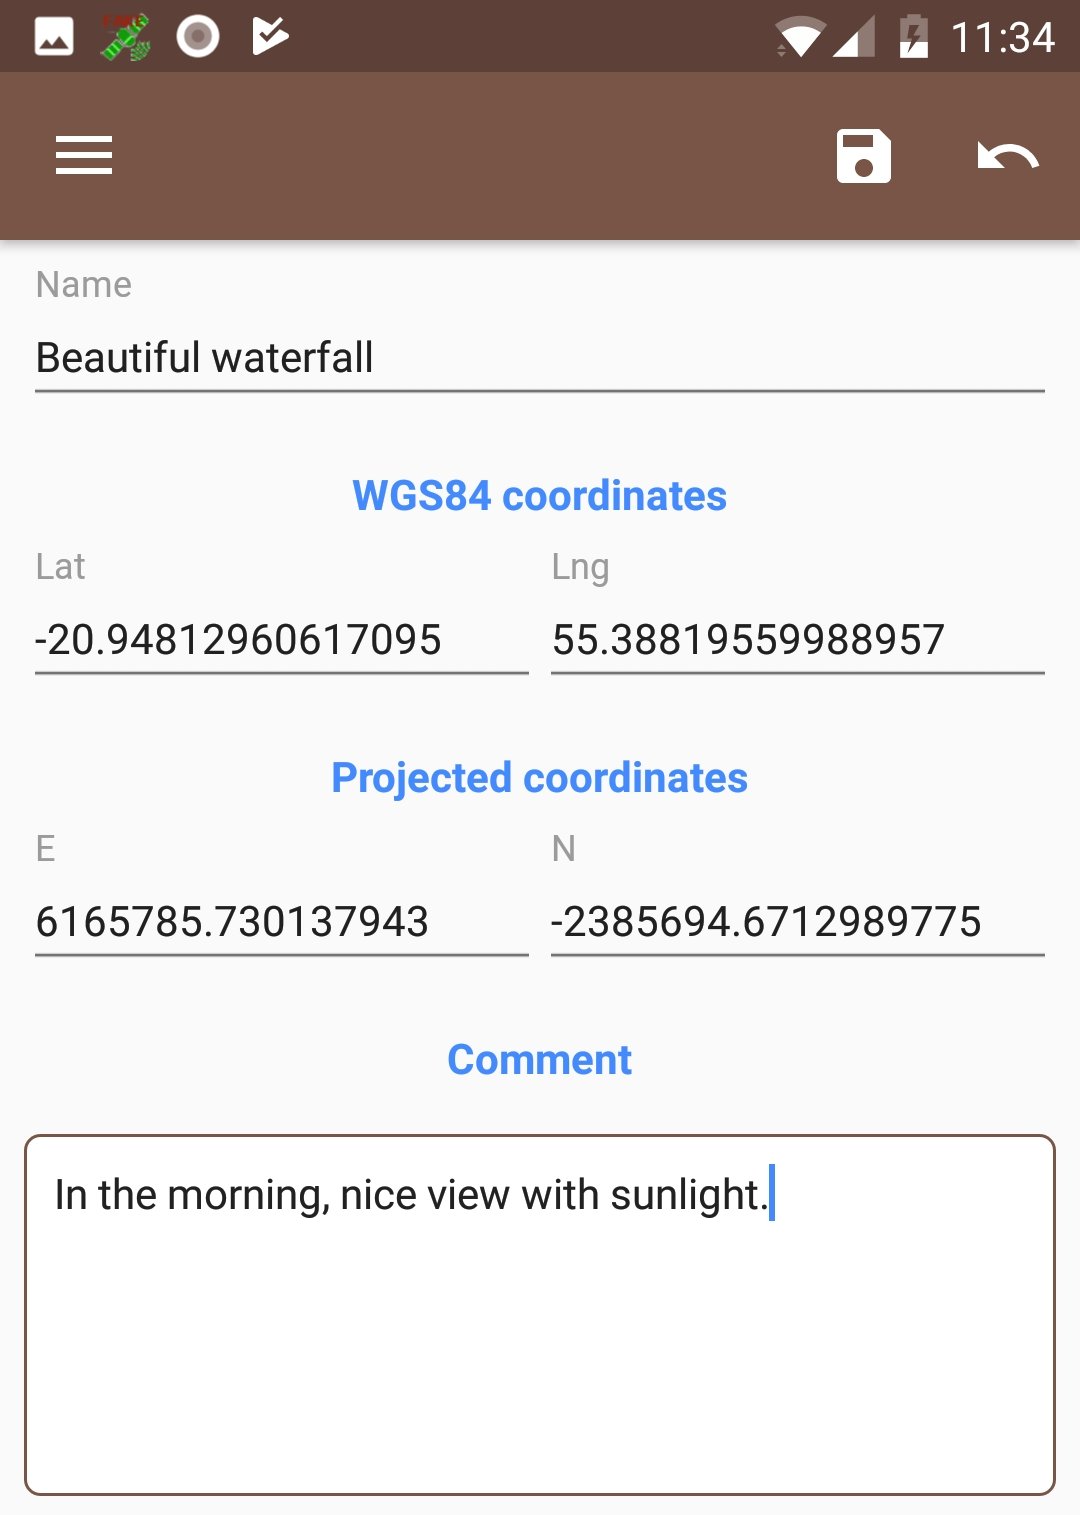 11:34
Name
Beautiful waterfall
WGS84 coordinates
Lat Lng
-20.94812960617095 55.38819559988957
Projected coordinates
E N
6165785.730137943 -2385694.6712989775
Comment
In the morning, nice view with sunlight.